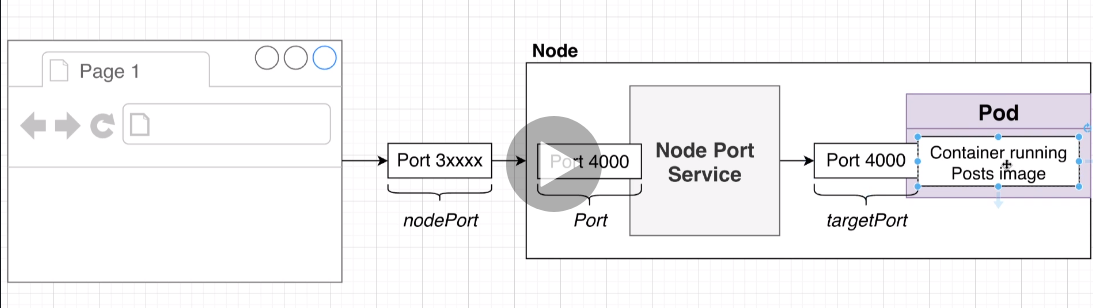 Node
Page 1
Pod
Port 3xxxx
Port 4000
Node Port
Service
Port 4000
Container running
Posts image
nodePort
Port
targetPort